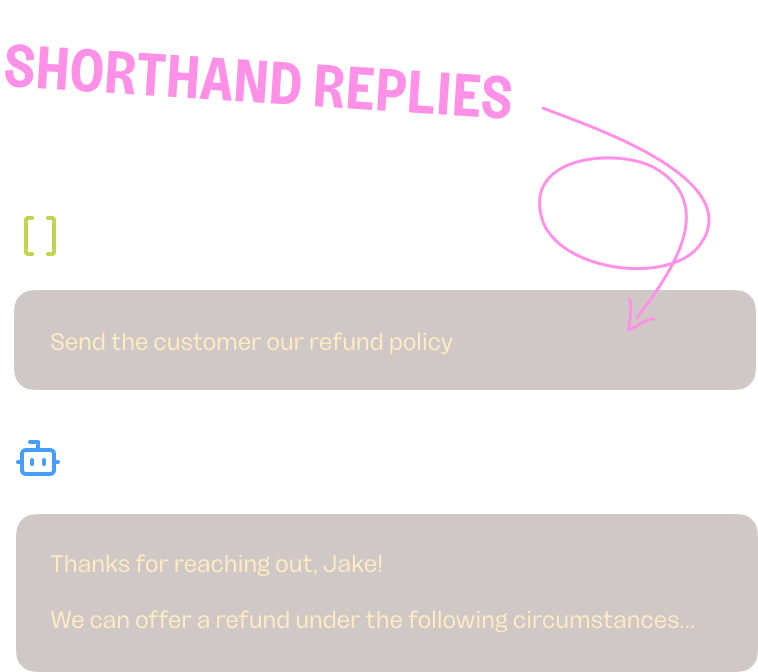 SHORTHAND REPLIES
[ ]
Send the customer our refund policy
Thanks for reaching out, Jake!
We can offer a refund under the following circumstances...